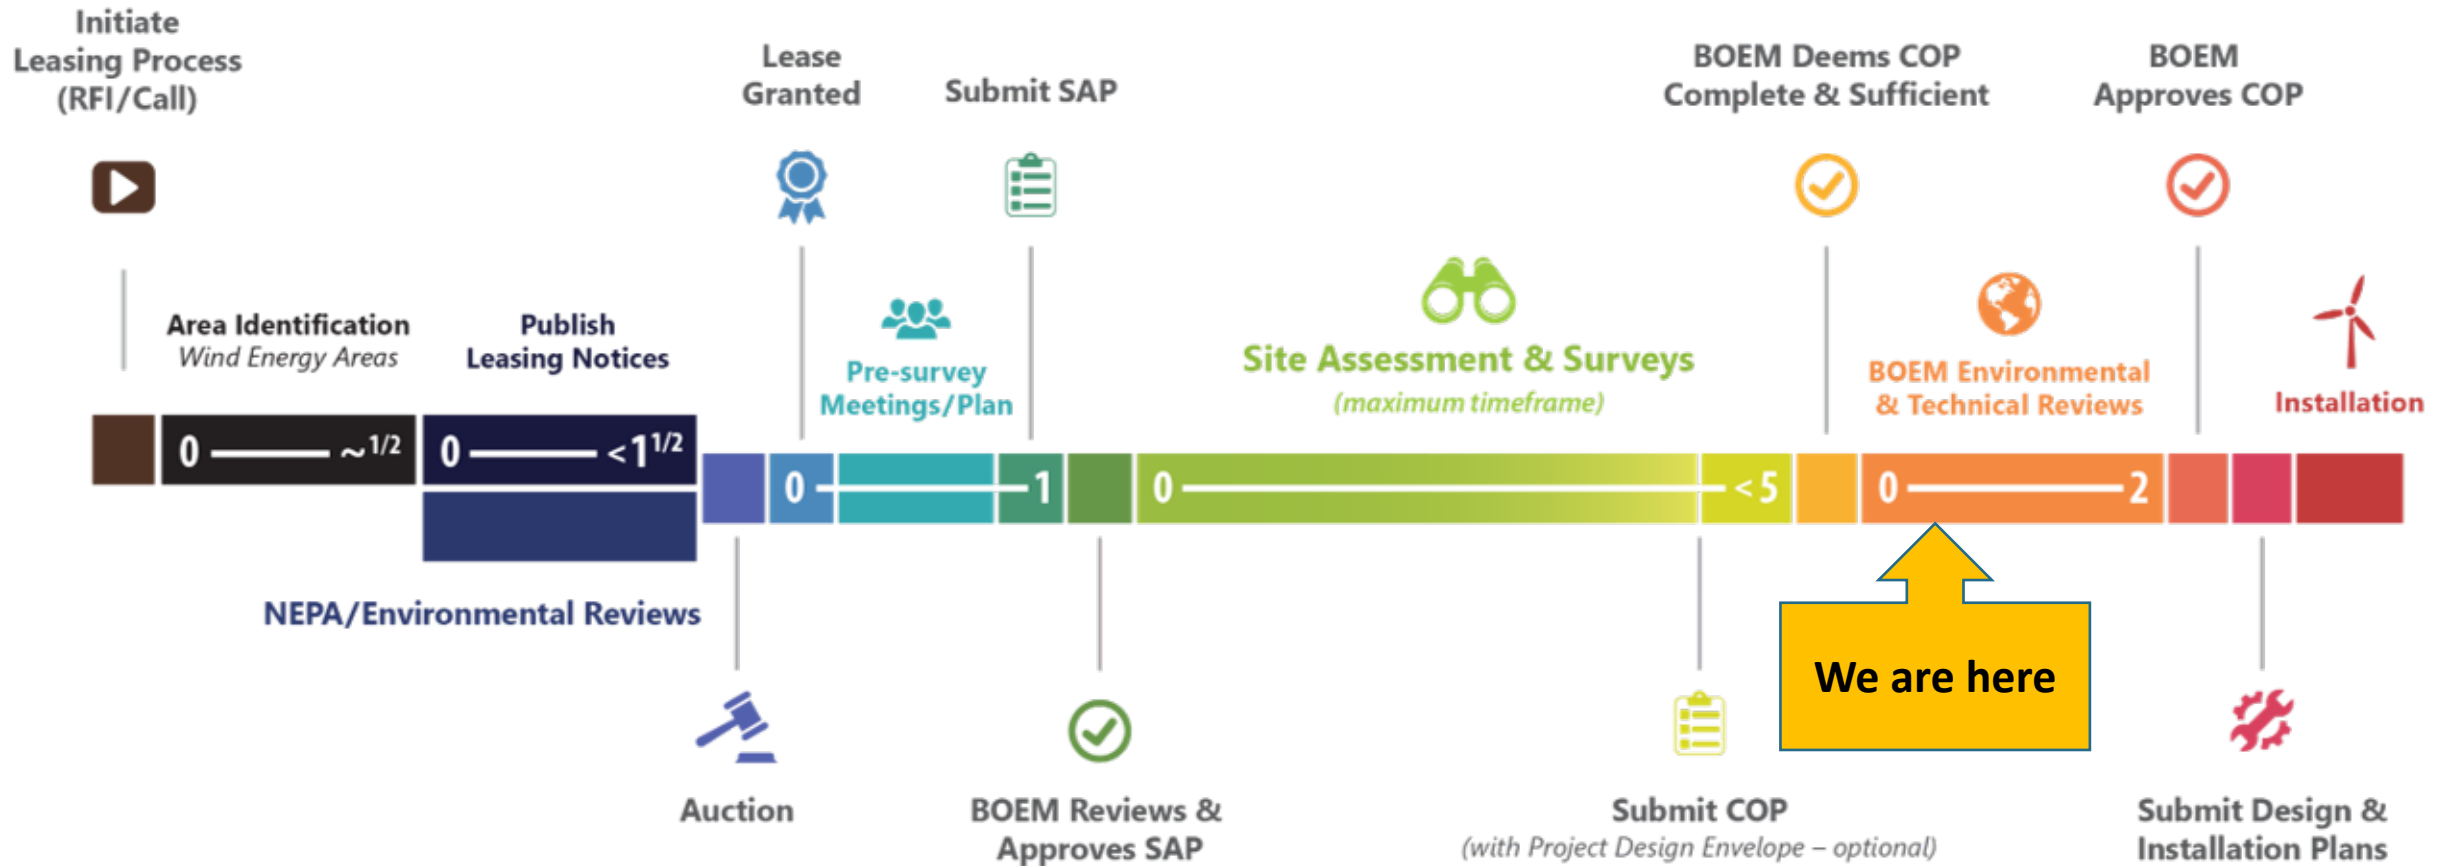 Initiate
Leasing Process
(RFI/Call)
Lease
Granted
Submit SAP
BOEM Deems COP
Complete & Sufficient
BOEM
Approves COP
Area Identification
Wind Energy Areas
Publish
Leasing Notices
Pre-survey
Meetings/Plan
Site Assessment & Surveys
(maximum timeframe)
BOEM Environmental
& Technical Reviews
Installation
0 ~1/2
0 <1 1/2
0 1
0 <5
0 2
NEPA/Environmental Reviews
We are here
Auction
BOEM Reviews &
Approves SAP
Submit COP
(with Project Design Envelope – optional)
Submit Design &
Installation Plans